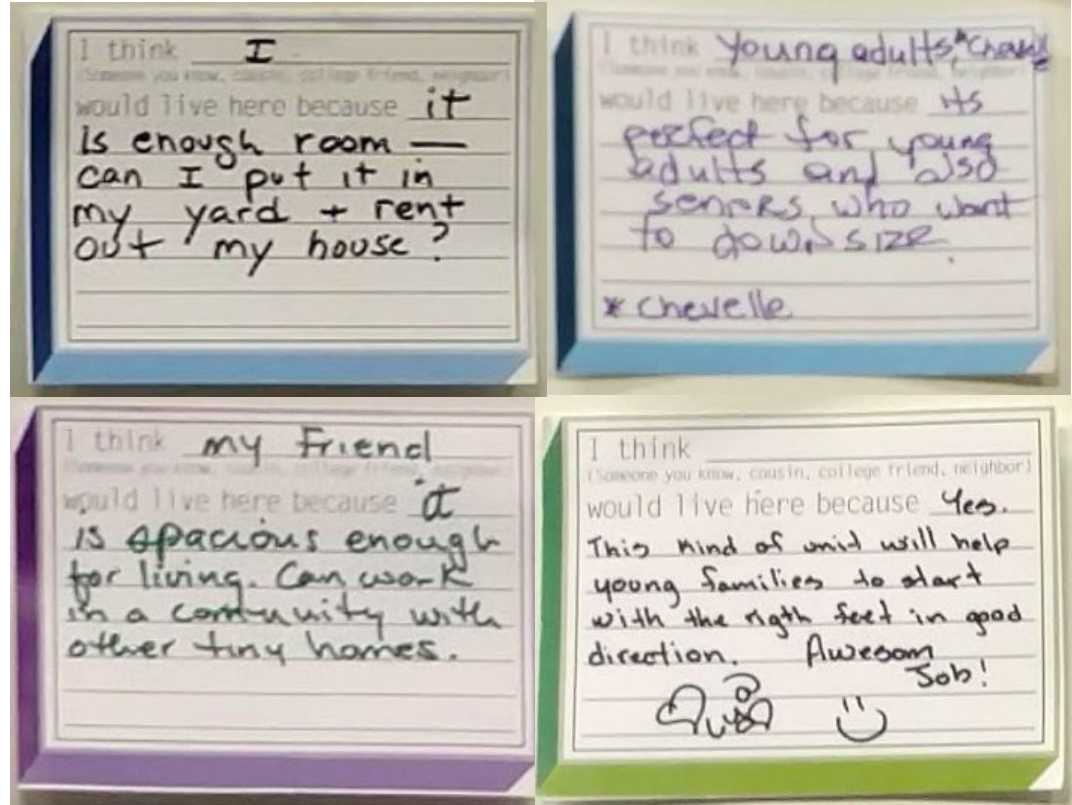 I think I
(Someone you know, cousin, college friend, neighbor)
would live here because it
is enough room —
can I put it in
my yard + rent
out my house?
I think Young adults, *Chevelle
(Someone you know, cousin, college friend, neighbor)
would live here because its
perfect for young
adults and also
seniors, who want
to downsize.
* Chevelle
I think my Friend
(Someone you know, cousin, college friend, neighbor)
would live here because it
is spacious enough
for living. Can work
in a comunity with
other tiny homes.
I think
(Someone you know, cousin, college friend, neighbor)
would live here because Yes.
This kind of unit will help
young families to start
with the rigth feet in good
direction. Awesom
Job!